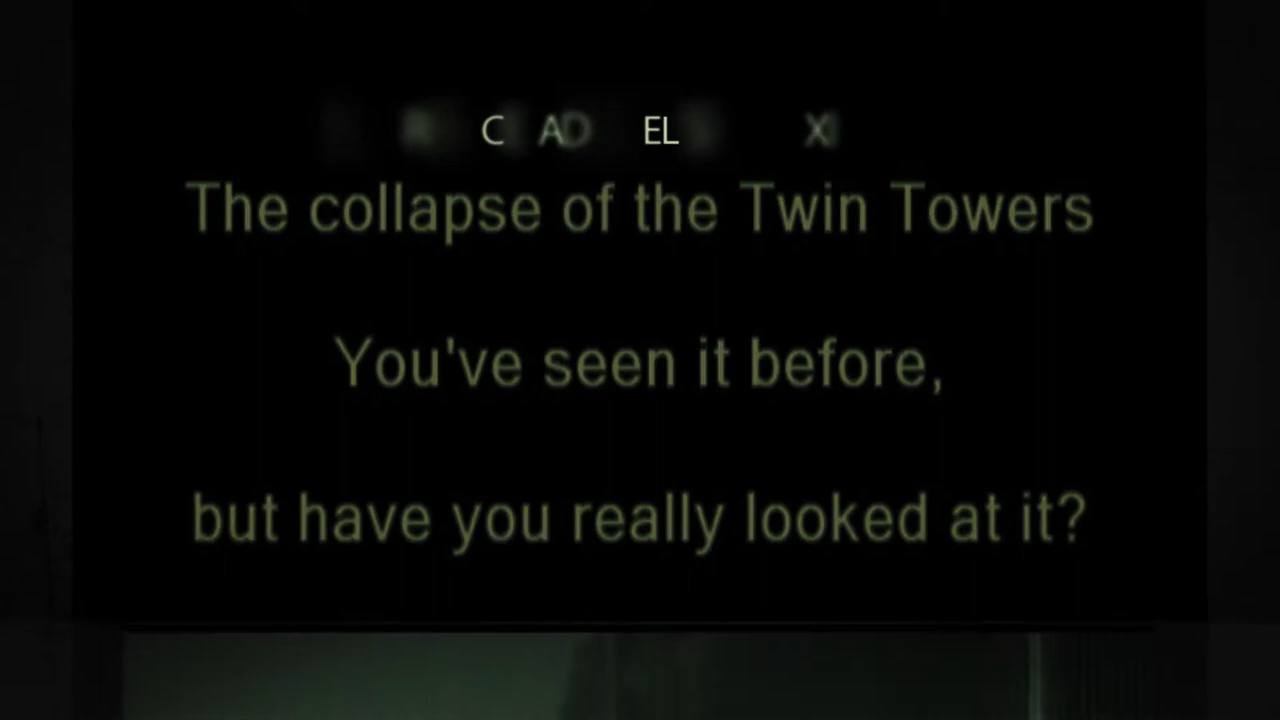 The collapse of the Twin Towers
You've seen it before,
but have you really looked at it?